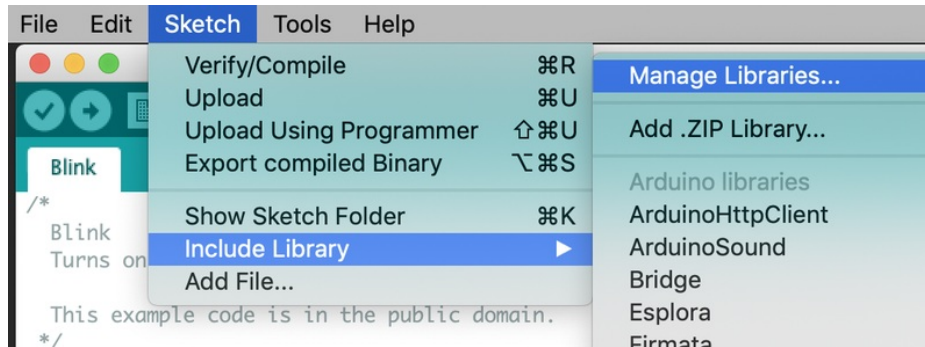 File Edit Sketch Tools Help
Verify/Compile ⌘R
Upload ⌘U
Upload Using Programmer ⇧⌘U
Export compiled Binary ⌥⌘S
Show Sketch Folder ⌘K
Include Library ▶
Add File...
Manage Libraries...
Add .ZIP Library...
Arduino libraries
ArduinoHttpClient
ArduinoSound
Bridge
Esplora
Firmata
Blink
/*
Blink
Turns on
This example code is in the public domain.
*/